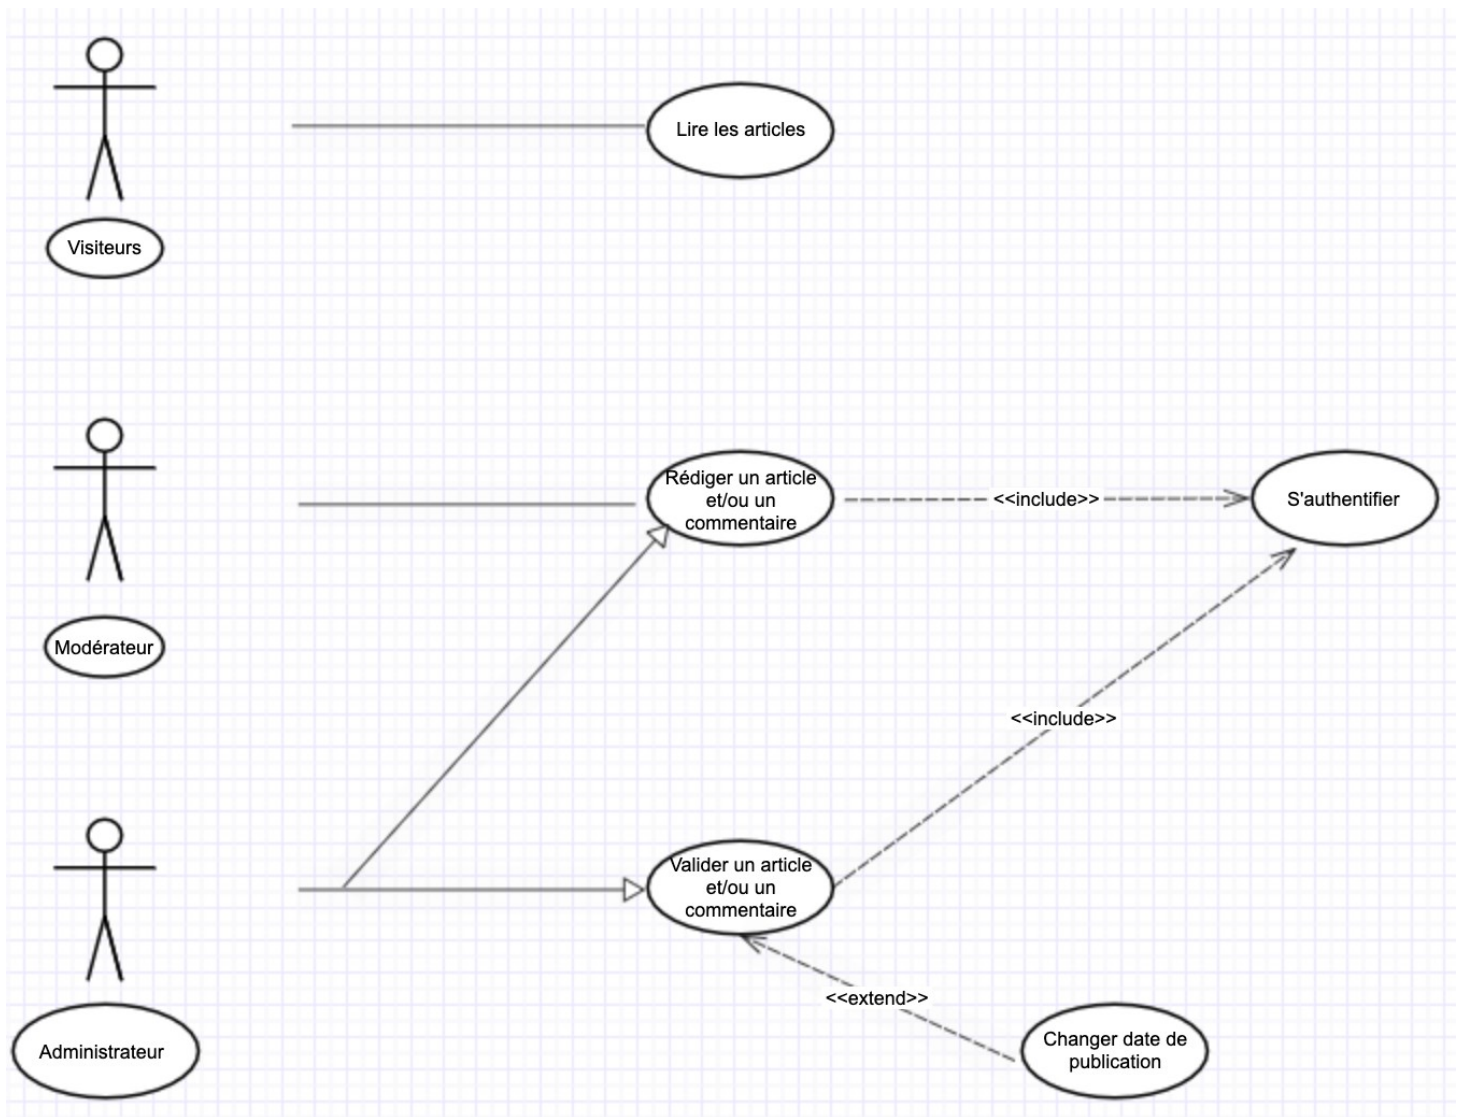 Lire les articles
Visiteurs
Rédiger un article
et/ou un
commentaire
<<include>>
S'authentifier
Modérateur
<<include>>
Valider un article
et/ou un
commentaire
<<extend>>
Administrateur
Changer date de
publication